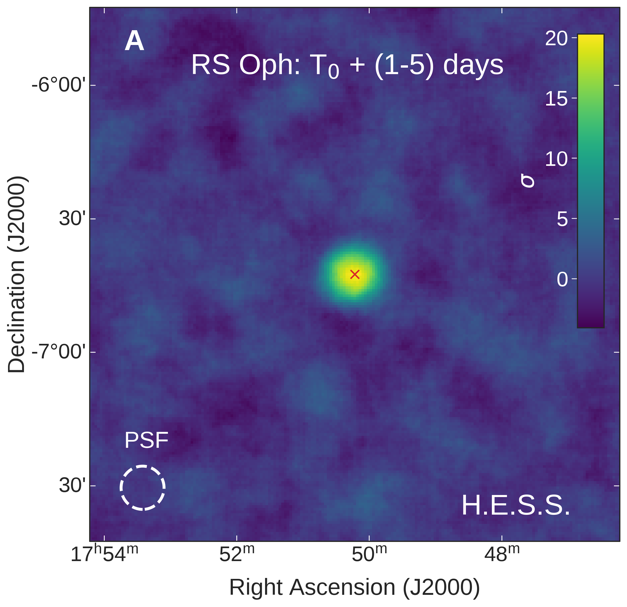 A
RS Oph: T₀ + (1-5) days
20
15
10
5
0
σ
-6°00'
30'
-7°00'
30'
Declination (J2000)
PSF
H.E.S.S.
17ʰ54ᵐ 52ᵐ 50ᵐ 48ᵐ
Right Ascension (J2000)